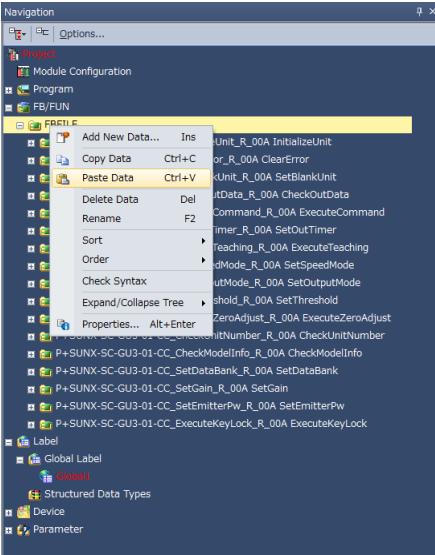 Navigation
Options...
Project
Module Configuration
Program
FB/FUN
FBFILE
Add New Data... Ins
Unit_R_00A InitializeUnit
Copy Data Ctrl+C
or_R_00A ClearError
Paste Data Ctrl+V
kUnit_R_00A SetBlankUnit
utData_R_00A CheckOutData
Delete Data Del
Command_R_00A ExecuteCommand
Rename F2
Timer_R_00A SetOutTimer
Sort
Teaching_R_00A ExecuteTeaching
Order
edMode_R_00A SetSpeedMode
utMode_R_00A SetOutputMode
Check Syntax
shold_R_00A SetThreshold
Expand/Collapse Tree
ZeroAdjust_R_00A ExecuteZeroAdjust
Properties... Alt+Enter
P+SUNX-SC-GU3-01-CC_CheckUnitNumber_R_00A CheckUnitNumber
P+SUNX-SC-GU3-01-CC_CheckModelInfo_R_00A CheckModelInfo
P+SUNX-SC-GU3-01-CC_SetDataBank_R_00A SetDataBank
P+SUNX-SC-GU3-01-CC_SetGain_R_00A SetGain
P+SUNX-SC-GU3-01-CC_SetEmitterPw_R_00A SetEmitterPw
P+SUNX-SC-GU3-01-CC_ExecuteKeyLock_R_00A ExecuteKeyLock
Label
Global Label
Global1
Structured Data Types
Device
Parameter